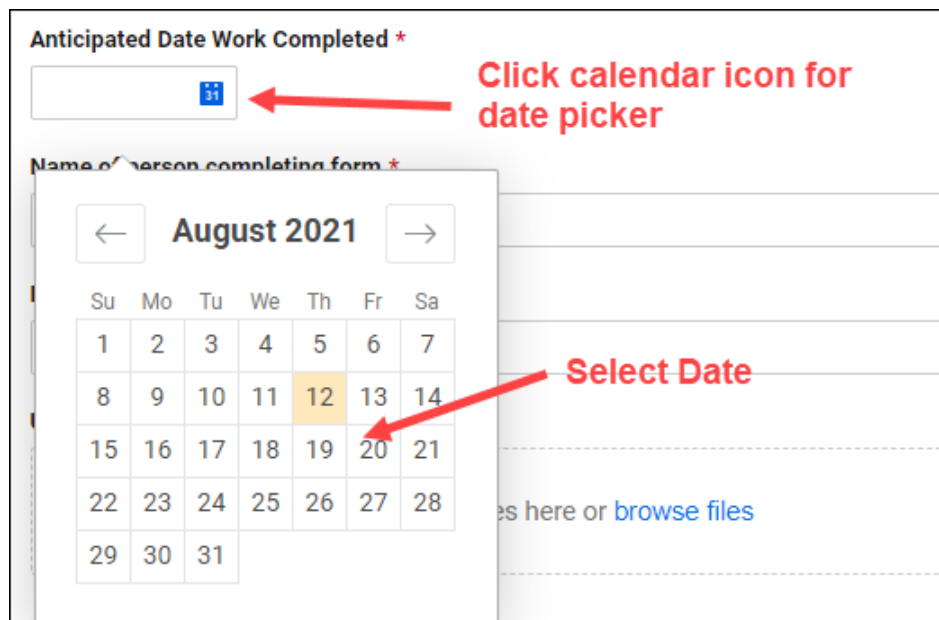 Anticipated Date Work Completed *
31
Click calendar icon for
date picker
Name of person completing form *
August 2021
Su Mo Tu We Th Fr Sa
1 2 3 4 5 6 7
8 9 10 11 12 13 14
Select Date
15 16 17 18 19 20 21
22 23 24 25 26 27 28
es here or browse files
29 30 31